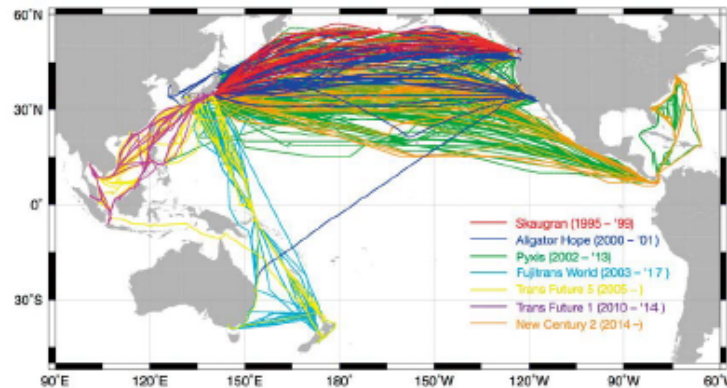 60˚N
30˚N
0˚
30˚S
Skaugran (1995 – '99)
Aligator Hope (2000 – '01)
Pyxis (2002 – '13)
Fujitrans World (2003 – '17)
Trans Future 5 (2005 – )
Trans Future 1 (2010 – '14)
New Century 2 (2014 –)
90˚E 120˚E 150˚E 180˚ 150˚W 120˚W 90˚W 60˚W